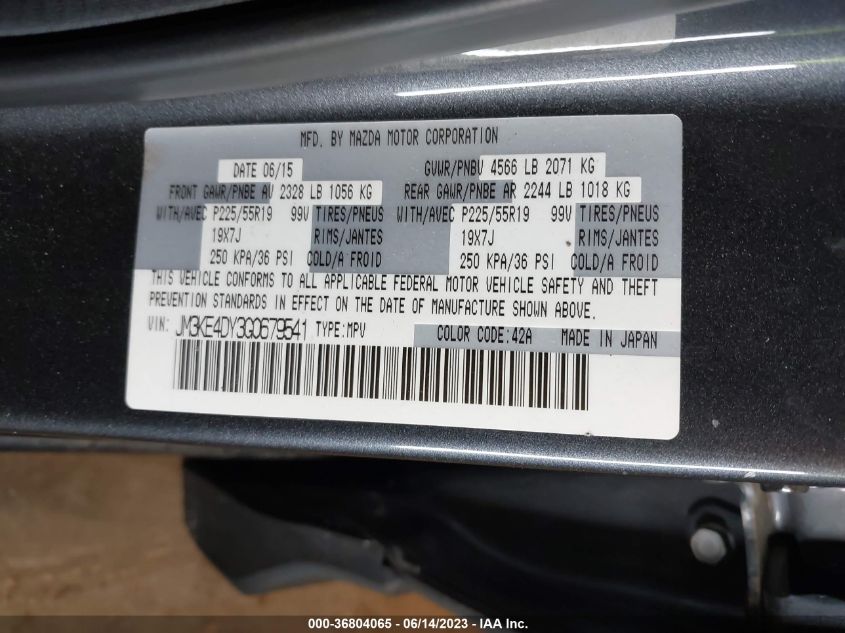 MFD. BY MAZDA MOTOR CORPORATION
DATE 06/15 GVWR/PNBV 4566 LB 2071 KG
FRONT GAWR/PNBE AV 2328 LB 1056 KG REAR GAWR/PNBE AR 2244 LB 1018 KG
WITH/AVEC P225/55R19 99V TIRES/PNEUS WITH/AVEC P225/55R19 99V TIRES/PNEUS
19X7J RIMS/JANTES 19X7J RIMS/JANTES
250 KPA/36 PSI COLD/A FROID 250 KPA/36 PSI COLD/A FROID
THIS VEHICLE CONFORMS TO ALL APPLICABLE FEDERAL MOTOR VEHICLE SAFETY AND THEFT
PREVENTION STANDARDS IN EFFECT ON THE DATE OF MANUFACTURE SHOWN ABOVE.
VIN: JM3KE4DY3G0679541 TYPE:MPV COLOR CODE:42A MADE IN JAPAN
000-36804065 - 06/14/2023 - IEAINC.